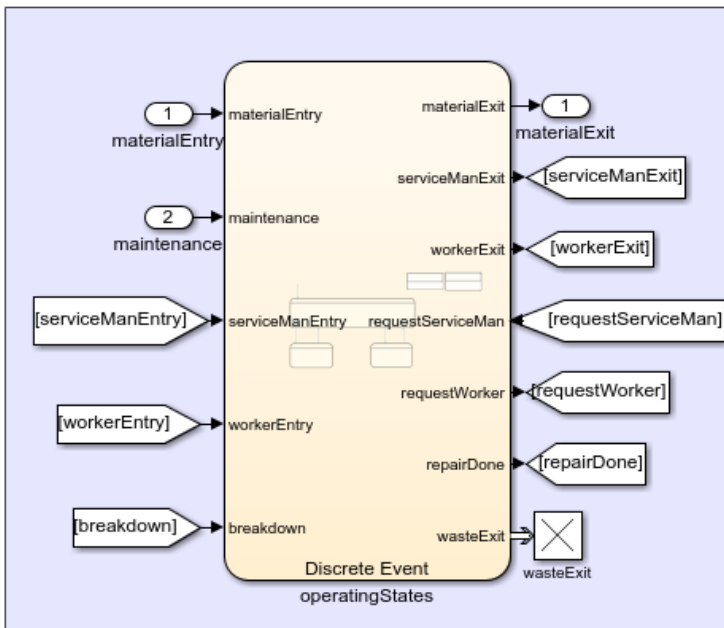 1
materialEntry
2
maintenance
[serviceManEntry]
[workerEntry]
[breakdown]
materialEntry
maintenance
serviceManEntry
workerEntry
breakdown
materialExit
serviceManExit
workerExit
requestServiceMan
requestWorker
repairDone
wasteExit
Discrete Event
operatingStates
1
materialExit
[serviceManExit]
[workerExit]
[requestServiceMan]
[requestWorker]
[repairDone]
wasteExit